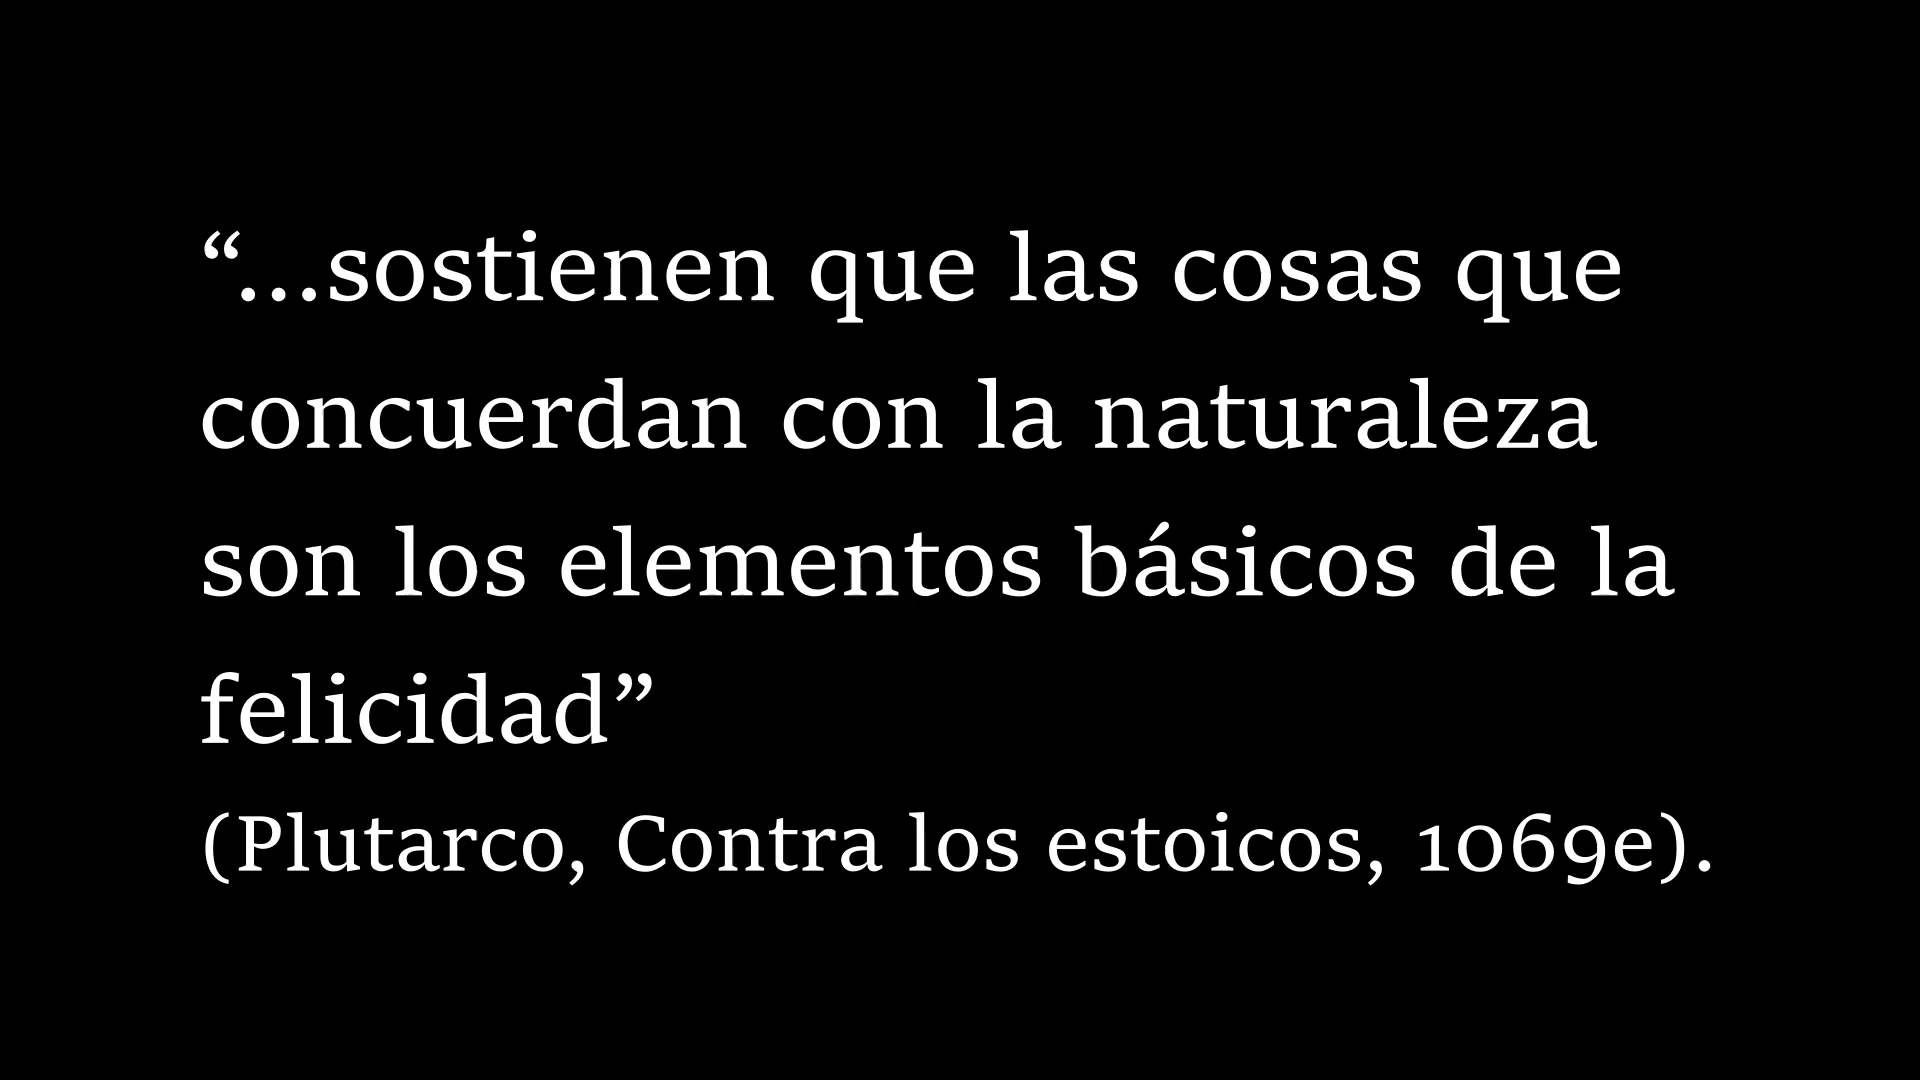 “...sostienen que las cosas que
concuerdan con la naturaleza
son los elementos básicos de la
felicidad”
(Plutarco, Contra los estoicos, 1069e).